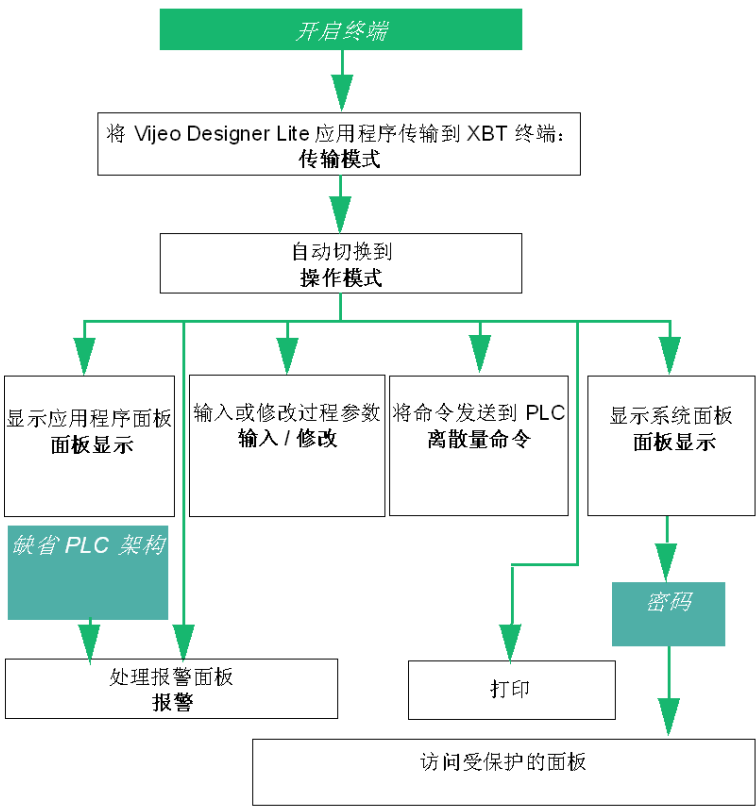 开启终端
将 Vijeo Designer Lite 应用程序传输到 XBT 终端：
传输模式
自动切换到
操作模式
显示应用程序面板
面板显示
输入或修改过程参数
输入 / 修改
将命令发送到 PLC
离散量命令
显示系统面板
面板显示
缺省 PLC 架构
密码
处理报警面板
报警
打印
访问受保护的面板